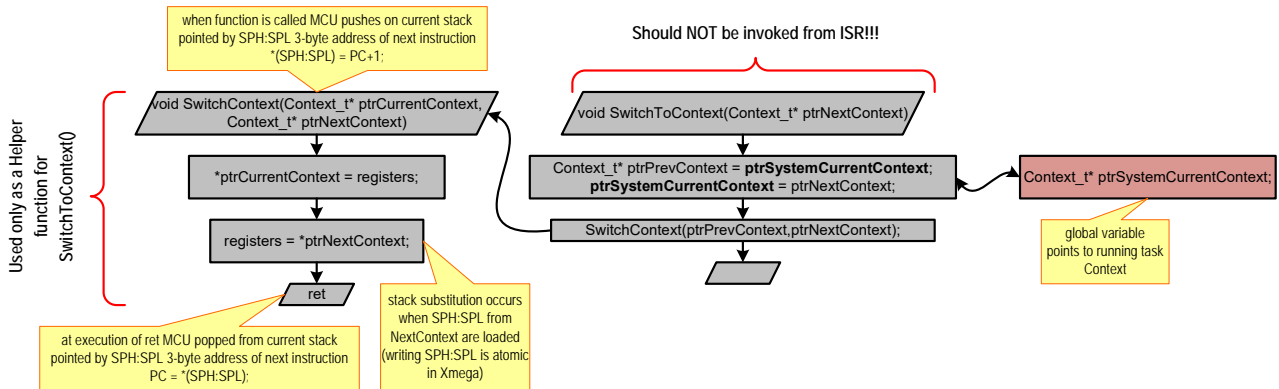 when function is called MCU pushes on current stack
pointed by SPH:SPL 3-byte address of next instruction
*(SPH:SPL) = PC+1;
Should NOT be invoked from ISR!!!
Used only as a Helper
function for
SwitchToContext()
void SwitchContext(Context_t* ptrCurrentContext,
Context_t* ptrNextContext)
*ptrCurrentContext = registers;
registers = *ptrNextContext;
ret
at execution of ret MCU popped from current stack
pointed by SPH:SPL 3-byte address of next instruction
PC = *(SPH:SPL);
stack substitution occurs
when SPH:SPL from
NextContext are loaded
(writing SPH:SPL is atomic
in Xmega)
void SwitchToContext(Context_t* ptrNextContext)
Context_t* ptrPrevContext = ptrSystemCurrentContext;
ptrSystemCurrentContext = ptrNextContext;
SwitchContext(ptrPrevContext,ptrNextContext);
Context_t* ptrSystemCurrentContext;
global variable
points to running task
Context